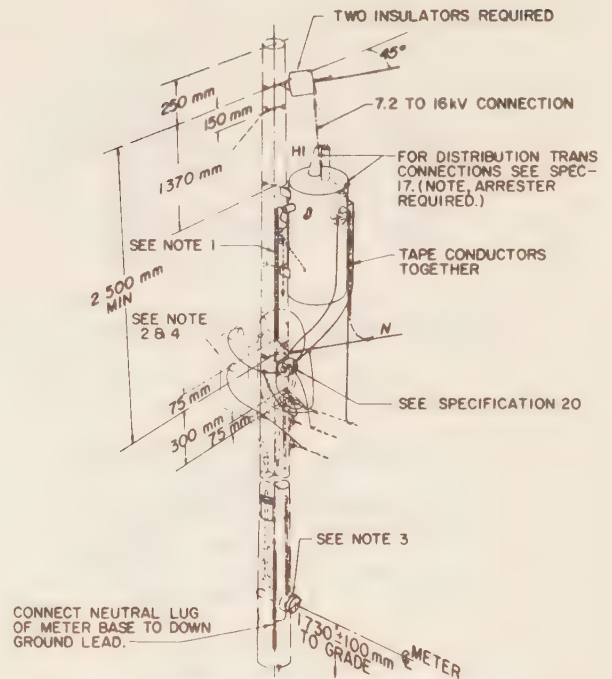 TWO INSULATORS REQUIRED
45°
250 mm
150 mm
7.2 TO 16kV CONNECTION
H1
1370 mm
FOR DISTRIBUTION TRANS
CONNECTIONS SEE SPEC-
17. (NOTE, ARRESTER
REQUIRED.)
SEE NOTE 1
TAPE CONDUCTORS
TOGETHER
2 500 mm
MIN
SEE NOTE
2 & 4
N
75 mm
SEE SPECIFICATION 20
300 mm
75 mm
SEE NOTE 3
CONNECT NEUTRAL LUG
OF METER BASE TO DOWN
GROUND LEAD.
1730 ±100 mm
TO GRADE
℄ METER